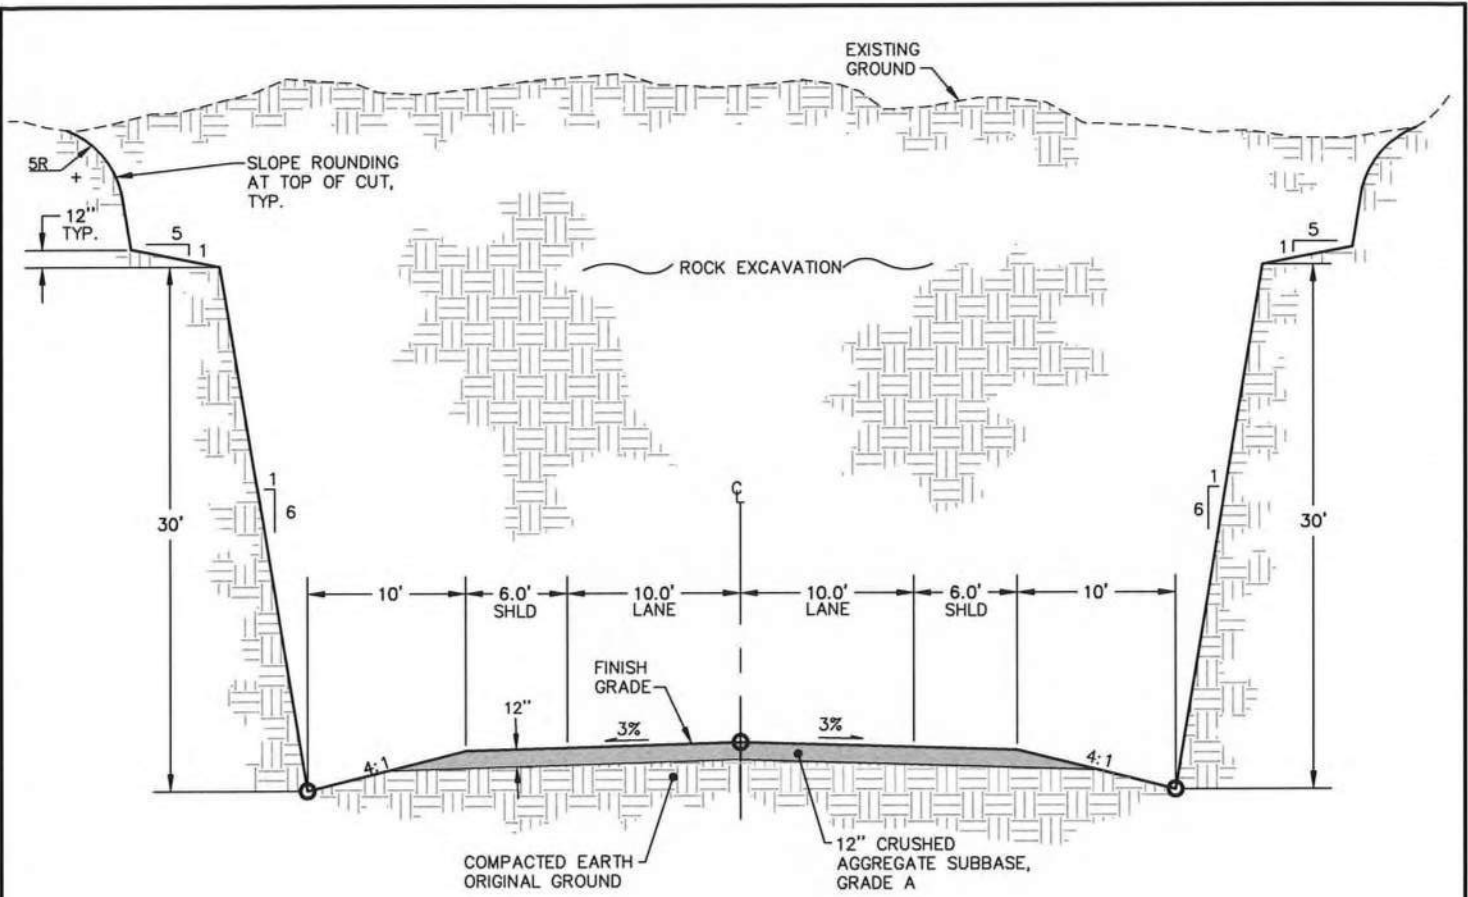 EXISTING
GROUND
5R
+
SLOPE ROUNDING
AT TOP OF CUT,
TYP.
12"
TYP.
5
1
1
5
ROCK EXCAVATION
30'
1
6
℄
1
6
30'
10'
6.0'
SHLD
10.0'
LANE
10.0'
LANE
6.0'
SHLD
10'
FINISH
GRADE
12"
3%
3%
4:1
4:1
COMPACTED EARTH
ORIGINAL GROUND
12" CRUSHED
AGGREGATE SUBBASE,
GRADE A